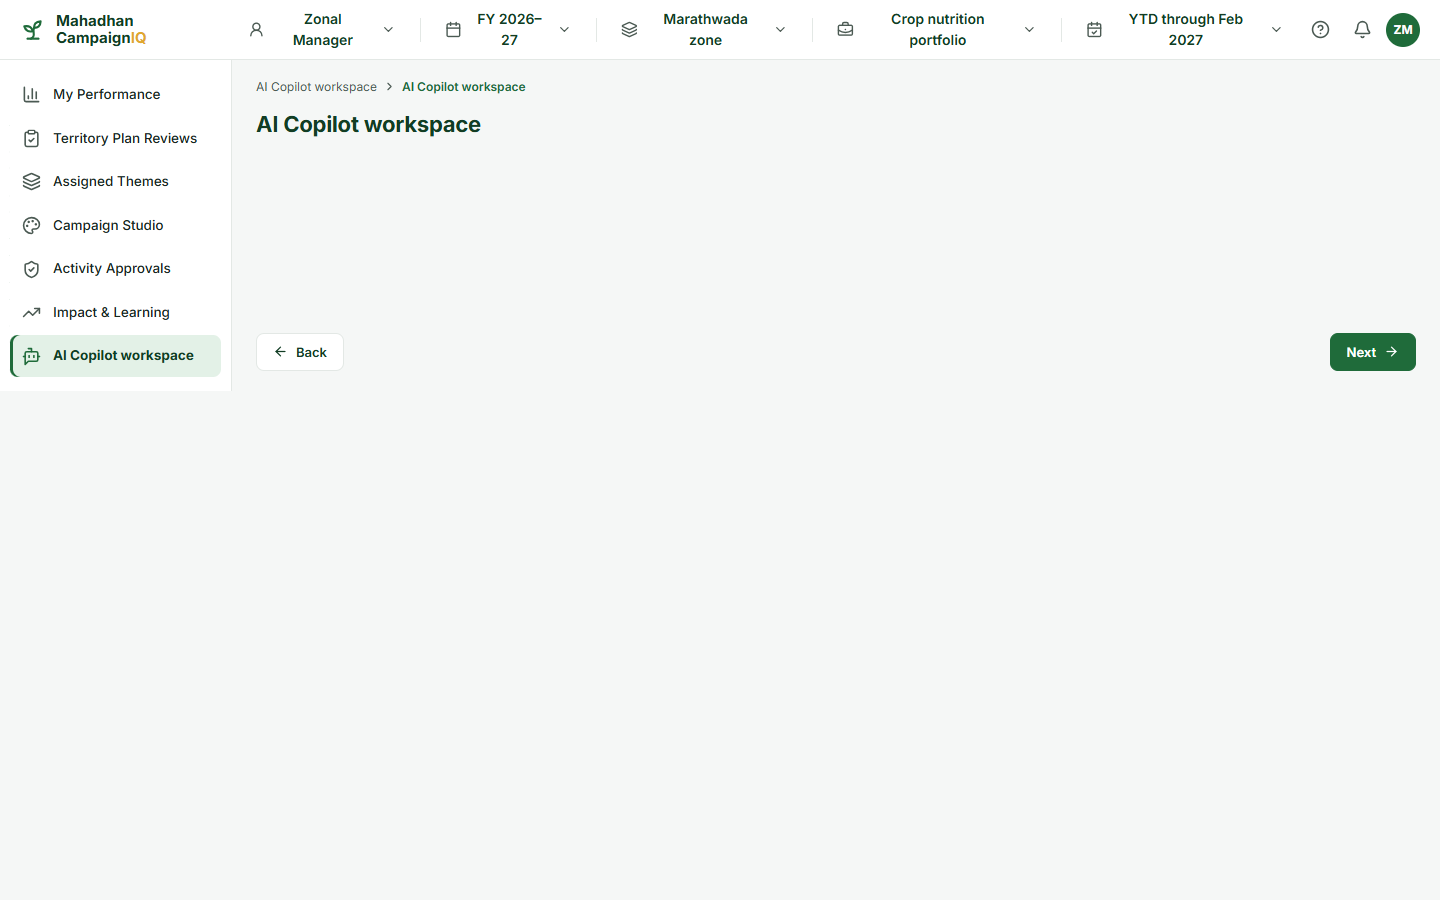 Mahadhan
CampaignIQ
Zonal
Manager
FY 2026–
27
Marathwada
zone
Crop nutrition
portfolio
YTD through Feb
2027
ZM
My Performance
Territory Plan Reviews
Assigned Themes
Campaign Studio
Activity Approvals
Impact & Learning
AI Copilot workspace
AI Copilot workspace > AI Copilot workspace
AI Copilot workspace
Back
Next